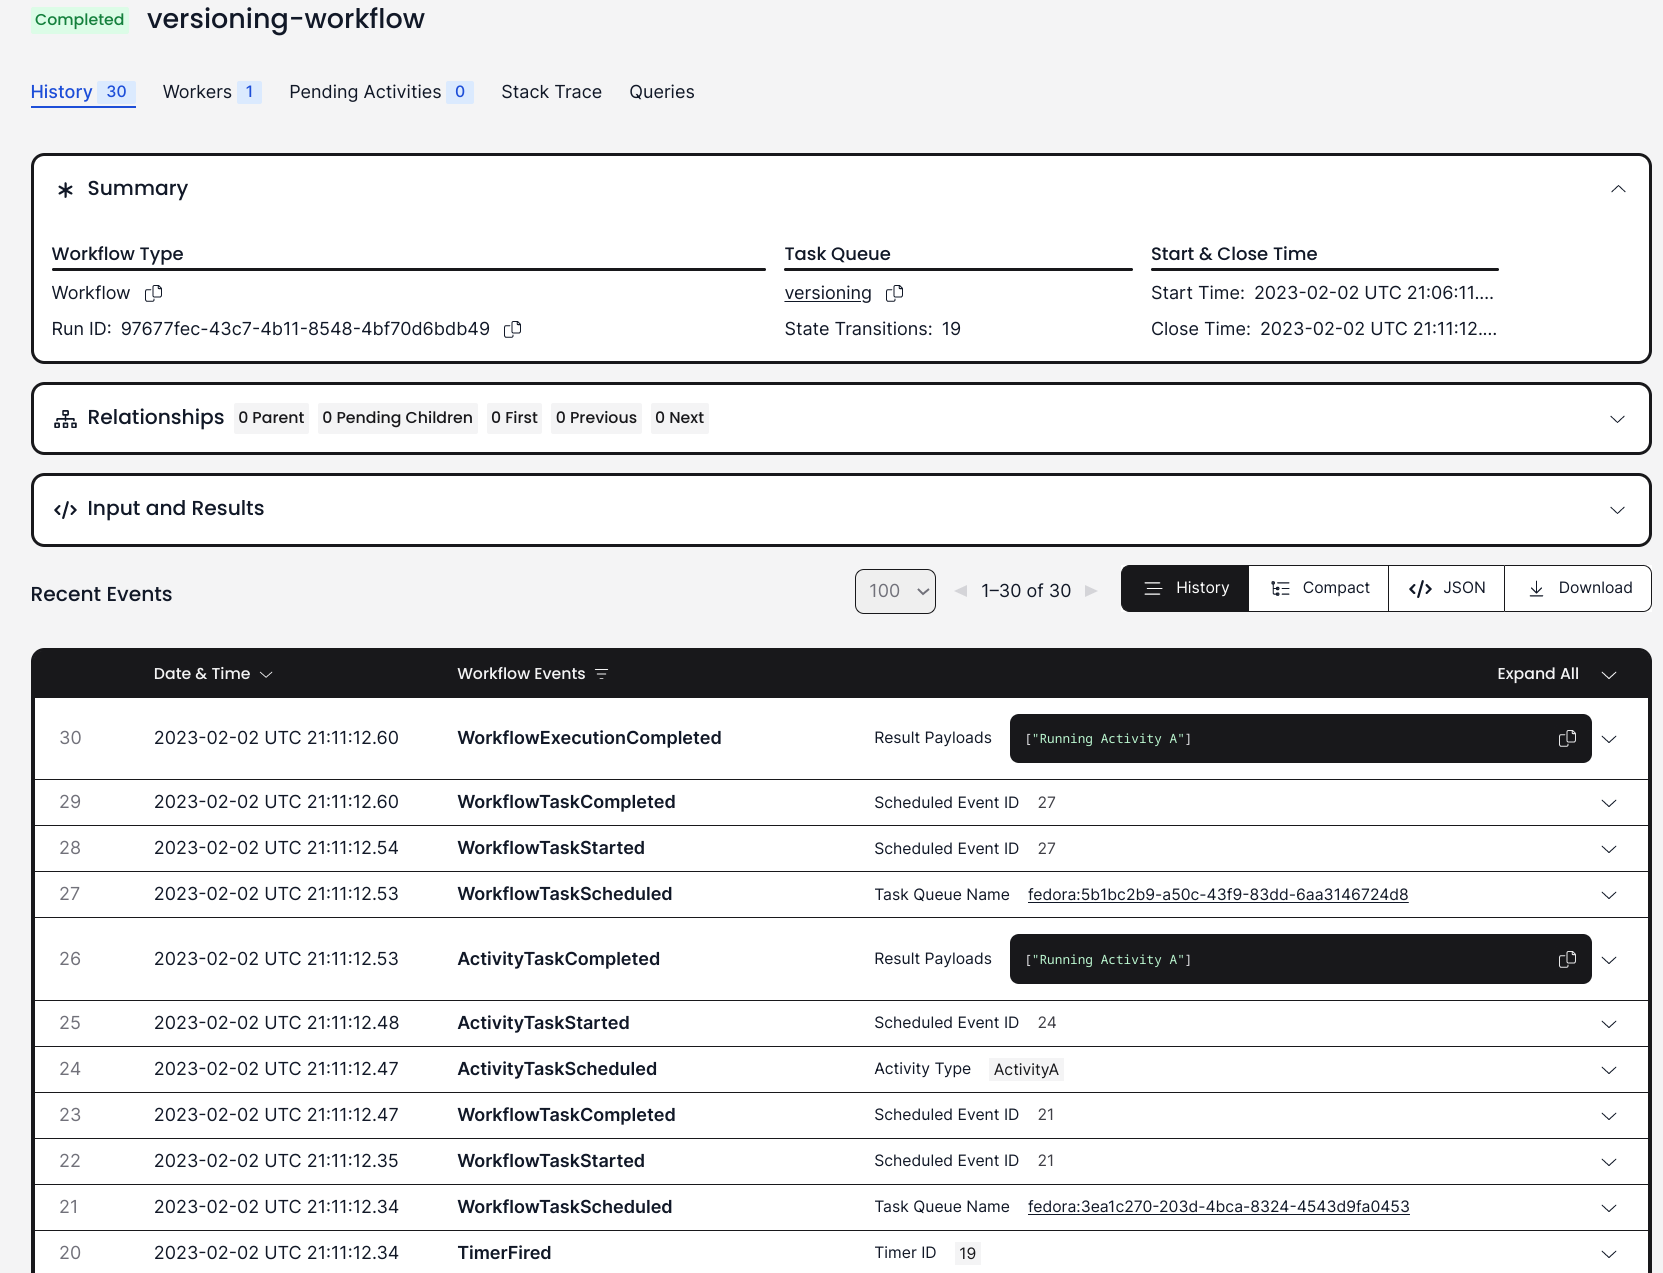 Completed versioning-workflow
History 30 Workers 1 Pending Activities 0 Stack Trace Queries
Summary
Workflow Type Task Queue Start & Close Time
Workflow versioning Start Time: 2023-02-02 UTC 21:06:11....
Run ID: 97677fec-43c7-4b11-8548-4bf70d6bdb49 State Transitions: 19 Close Time: 2023-02-02 UTC 21:11:12....
Relationships 0 Parent 0 Pending Children 0 First 0 Previous 0 Next
</> Input and Results
Recent Events 100 1–30 of 30 History Compact </> JSON Download
Date & Time Workflow Events Expand All
30 2023-02-02 UTC 21:11:12.60 WorkflowExecutionCompleted Result Payloads ["Running Activity A"]
29 2023-02-02 UTC 21:11:12.60 WorkflowTaskCompleted Scheduled Event ID 27
28 2023-02-02 UTC 21:11:12.54 WorkflowTaskStarted Scheduled Event ID 27
27 2023-02-02 UTC 21:11:12.53 WorkflowTaskScheduled Task Queue Name fedora:5b1bc2b9-a50c-43f9-83dd-6aa3146724d8
26 2023-02-02 UTC 21:11:12.53 ActivityTaskCompleted Result Payloads ["Running Activity A"]
25 2023-02-02 UTC 21:11:12.48 ActivityTaskStarted Scheduled Event ID 24
24 2023-02-02 UTC 21:11:12.47 ActivityTaskScheduled Activity Type ActivityA
23 2023-02-02 UTC 21:11:12.47 WorkflowTaskCompleted Scheduled Event ID 21
22 2023-02-02 UTC 21:11:12.35 WorkflowTaskStarted Scheduled Event ID 21
21 2023-02-02 UTC 21:11:12.34 WorkflowTaskScheduled Task Queue Name fedora:3ea1c270-203d-4bca-8324-4543d9fa0453
20 2023-02-02 UTC 21:11:12.34 TimerFired Timer ID 19